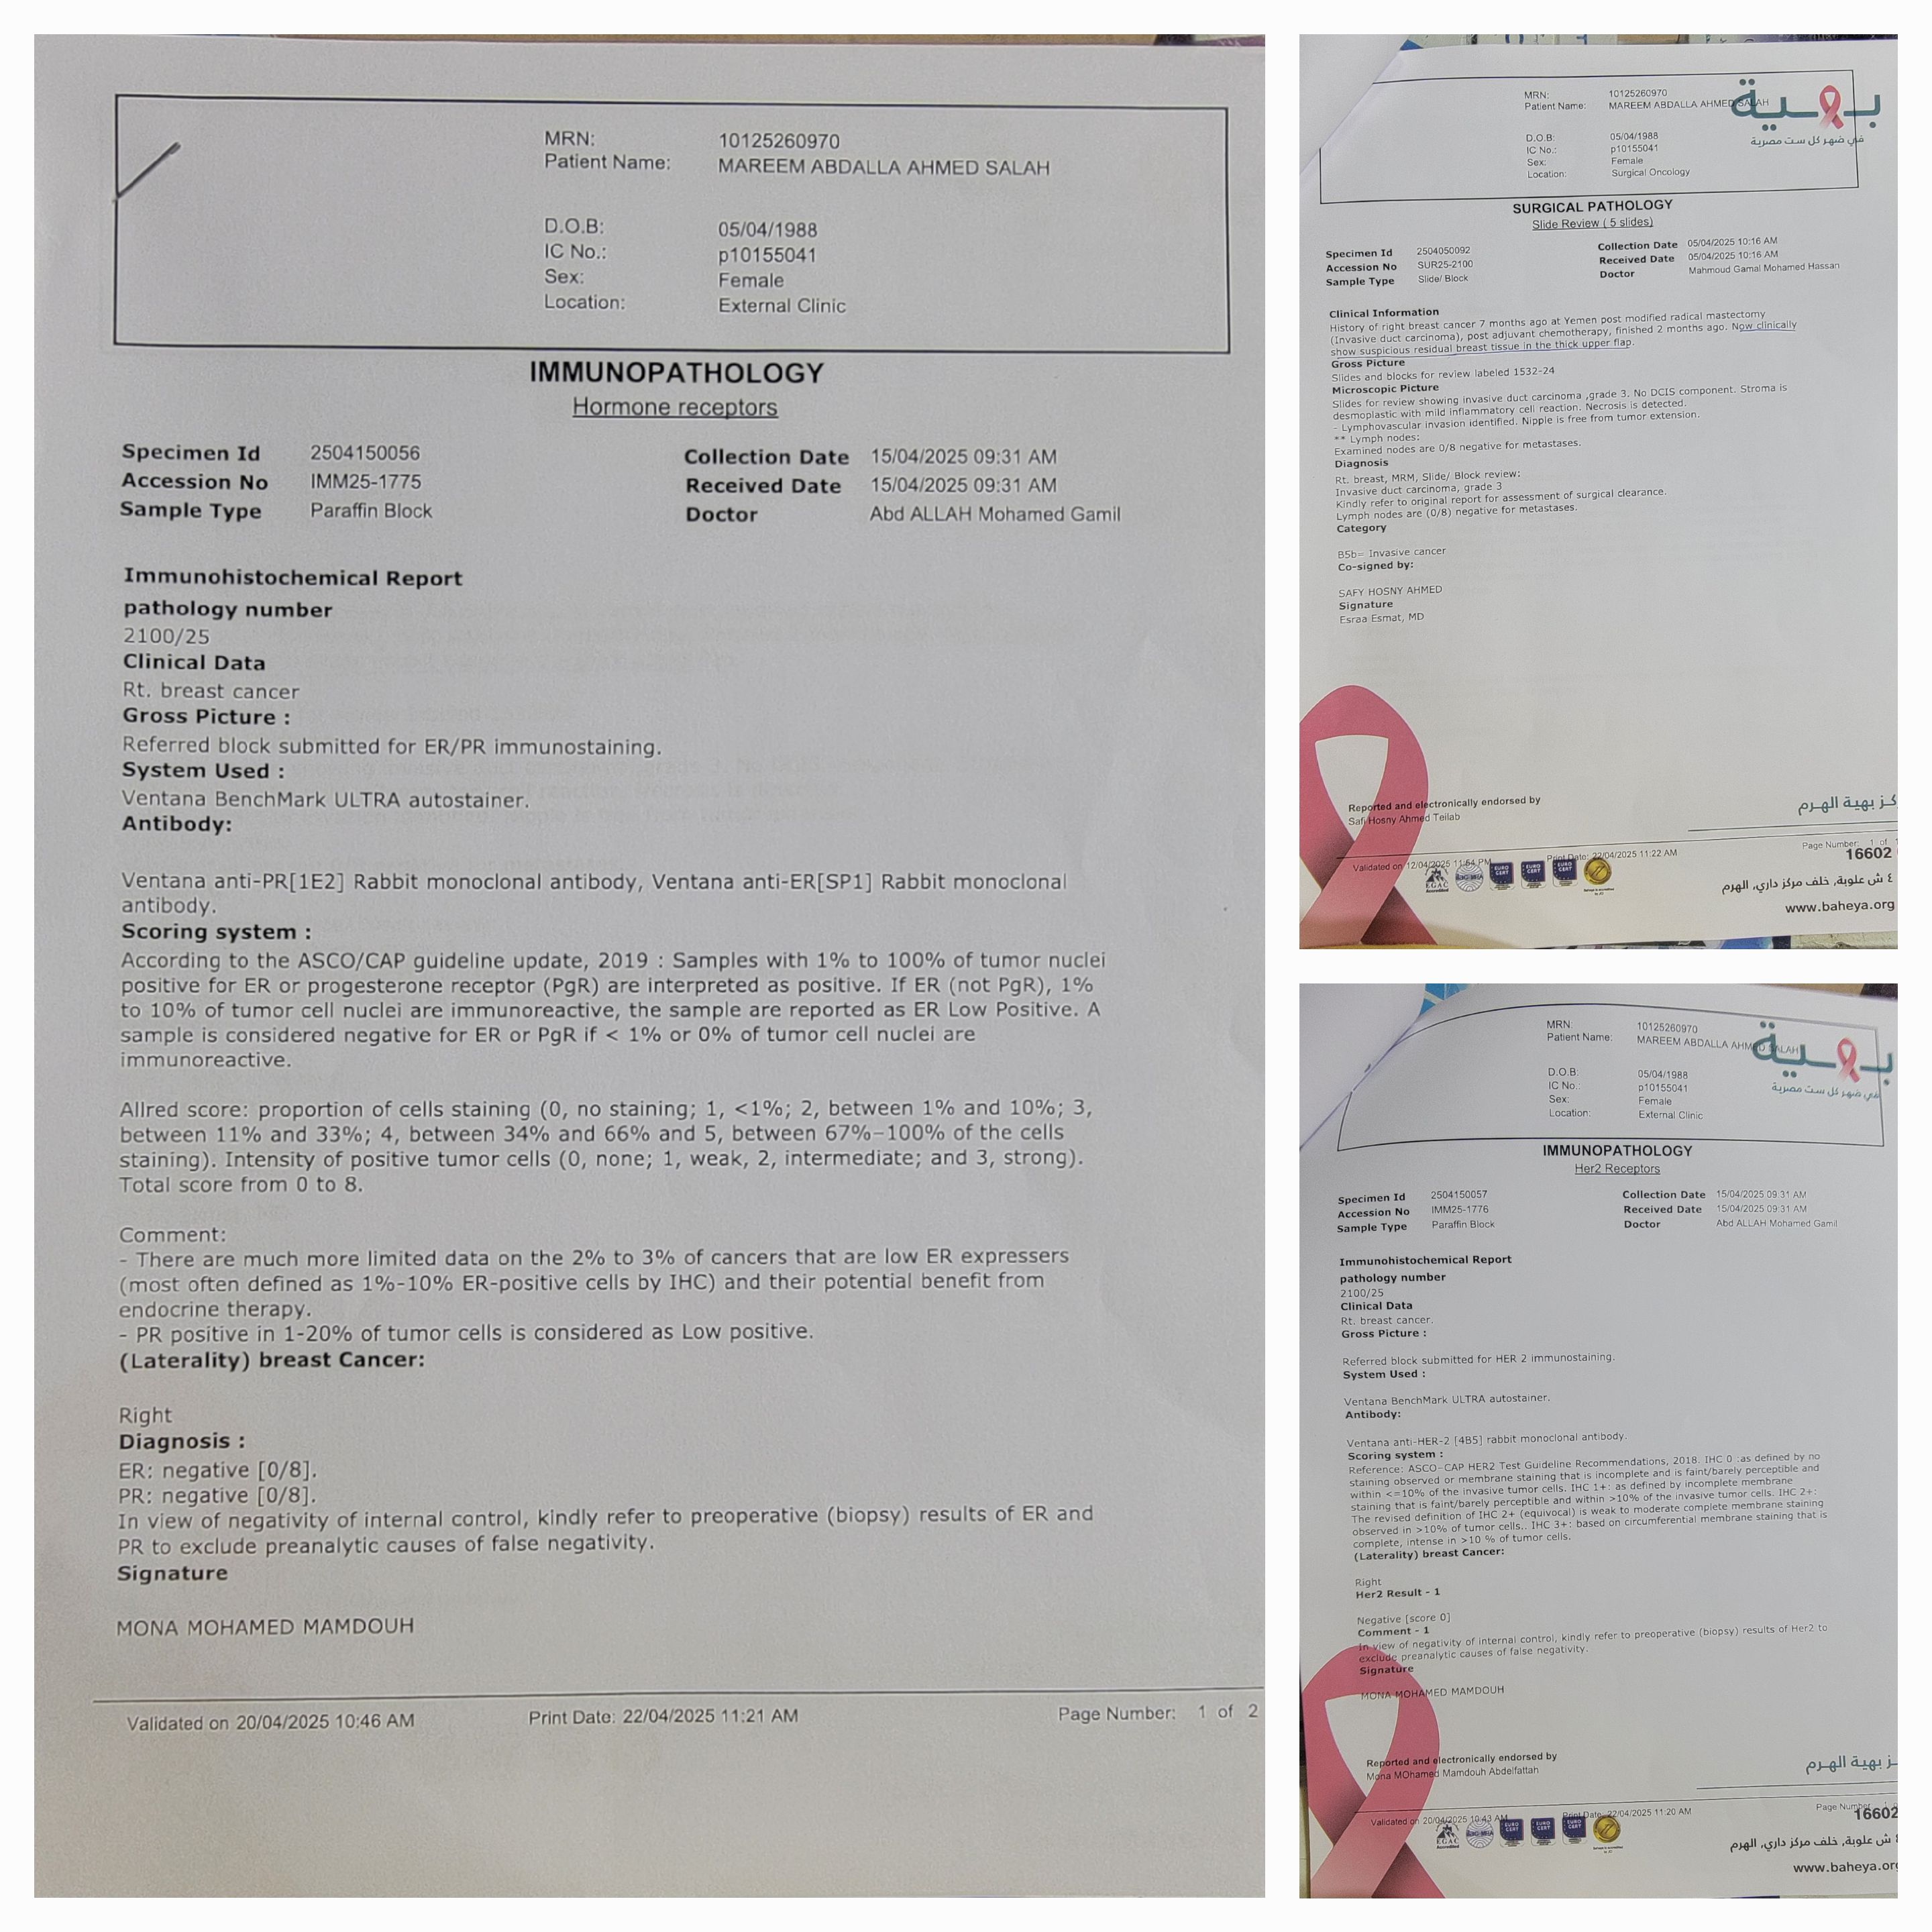 MRN: 10125260970
Patient Name: MAREEM ABDALLA AHMED SALAH
D.O.B: 05/04/1988
IC No.: p10155041
Sex: Female
Location: External Clinic
IMMUNOPATHOLOGY
Hormone receptors
Specimen Id 2504150056 Collection Date 15/04/2025 09:31 AM
Accession No IMM25-1775 Received Date 15/04/2025 09:31 AM
Sample Type Paraffin Block Doctor Abd ALLAH Mohamed Gamil
Immunohistochemical Report
pathology number
2100/25
Clinical Data
Rt. breast cancer
Gross Picture :
Referred block submitted for ER/PR immunostaining.
System Used :
Ventana BenchMark ULTRA autostainer.
Antibody:
Ventana anti-PR[1E2] Rabbit monoclonal antibody, Ventana anti-ER[SP1] Rabbit monoclonal
antibody.
Scoring system :
According to the ASCO/CAP guideline update, 2019 : Samples with 1% to 100% of tumor nuclei
positive for ER or progesterone receptor (PgR) are interpreted as positive. If ER (not PgR), 1%
to 10% of tumor cell nuclei are immunoreactive, the sample are reported as ER Low Positive. A
sample is considered negative for ER or PgR if < 1% or 0% of tumor cell nuclei are
immunoreactive.
Allred score: proportion of cells staining (0, no staining; 1, <1%; 2, between 1% and 10%; 3,
between 11% and 33%; 4, between 34% and 66% and 5, between 67%-100% of the cells
staining). Intensity of positive tumor cells (0, none; 1, weak, 2, intermediate; and 3, strong).
Total score from 0 to 8.
Comment:
- There are much more limited data on the 2% to 3% of cancers that are low ER expressers
(most often defined as 1%-10% ER-positive cells by IHC) and their potential benefit from
endocrine therapy.
- PR positive in 1-20% of tumor cells is considered as Low positive.
(Laterality) breast Cancer:
Right
Diagnosis :
ER: negative [0/8].
PR: negative [0/8].
In view of negativity of internal control, kindly refer to preoperative (biopsy) results of ER and
PR to exclude preanalytic causes of false negativity.
Signature
MONA MOHAMED MAMDOUH
Validated on 20/04/2025 10:46 AM Print Date: 22/04/2025 11:21 AM Page Number: 1 of 2
MRN: 10125260970
Patient Name: MAREEM ABDALLA AHMED SALAH
بهية
في ضهر كل ست مصرية
D.O.B: 05/04/1988
IC No.: p10155041
Sex: Female
Location: Surgical Oncology
SURGICAL PATHOLOGY
Slide Review ( 5 slides)
Specimen Id 2504050092 Collection Date 05/04/2025 10:16 AM
Accession No SUR25-2100 Received Date 05/04/2025 10:16 AM
Sample Type Slide/ Block Doctor Mahmoud Gamal Mohamed Hassan
Clinical Information
History of right breast cancer 7 months ago at Yemen post modified radical mastectomy
(Invasive duct carcinoma), post adjuvant chemotherapy, finished 2 months ago. Now clinically
show suspicious residual breast tissue in the thick upper flap.
Gross Picture
Slides and blocks for review labeled 1532-24
Microscopic Picture
Slides for review showing invasive duct carcinoma ,grade 3. No DCIS component. Stroma is
desmoplastic with mild inflammatory cell reaction. Necrosis is detected.
- Lymphovascular invasion identified. Nipple is free from tumor extension.
** Lymph nodes:
Examined nodes are 0/8 negative for metastases.
Diagnosis
Rt. breast, MRM, Slide/ Block review:
Invasive duct carcinoma, grade 3
Kindly refer to original report for assessment of surgical clearance.
Lymph nodes are (0/8) negative for metastases.
Category
B5b= Invasive cancer
Co-signed by:
SAFY HOSNY AHMED
Signature
Esraa Esmat, MD
Reported and electronically endorsed by
Safi Hosny Ahmed Teilab
بهية الهرم
Validated on 12/04/2025 11:54 PM Print Date: 22/04/2025 11:22 AM Page Number: 1 of
16602
٤ ش علوبة، خلف مركز داري، الهرم
www.baheya.org
MRN: 10125260970
Patient Name: MAREEM ABDALLA AHMED SALAH
بهية
في ضهر كل ست مصرية
D.O.B: 05/04/1988
IC No.: p10155041
Sex: Female
Location: External Clinic
IMMUNOPATHOLOGY
Her2 Receptors
Specimen Id 2504150057 Collection Date 15/04/2025 09:31 AM
Accession No IMM25-1776 Received Date 15/04/2025 09:31 AM
Sample Type Paraffin Block Doctor Abd ALLAH Mohamed Gamil
Immunohistochemical Report
pathology number
2100/25
Clinical Data
Rt. breast cancer.
Gross Picture :
Referred block submitted for HER 2 immunostaining.
System Used :
Ventana BenchMark ULTRA autostainer.
Antibody:
Ventana anti-HER-2 [4B5] rabbit monoclonal antibody.
Scoring system :
Reference: ASCO-CAP HER2 Test Guideline Recommendations, 2018. IHC 0 :as defined by no
staining observed or membrane staining that is incomplete and is faint/barely perceptible and
within <=10% of the invasive tumor cells. IHC 1+: as defined by incomplete membrane
staining that is faint/barely perceptible and within >10% of the invasive tumor cells. IHC 2+:
The revised definition of IHC 2+ (equivocal) is weak to moderate complete membrane staining
observed in >10% of tumor cells.. IHC 3+: based on circumferential membrane staining that is
complete, intense in >10 % of tumor cells.
(Laterality) breast Cancer:
Right
Her2 Result - 1
Negative [score 0]
Comment - 1
In view of negativity of internal control, kindly refer to preoperative (biopsy) results of Her2 to
exclude preanalytic causes of false negativity.
Signature
MONA MOHAMED MAMDOUH
Reported and electronically endorsed by
Mona MOhamed Mamdouh Abdelfattah
بهية الهرم
Validated on 20/04/2025 10:43 AM Print Date: 22/04/2025 11:20 AM Page Number:
16602
ش علوبة، خلف مركز داري، الهرم
www.baheya.org